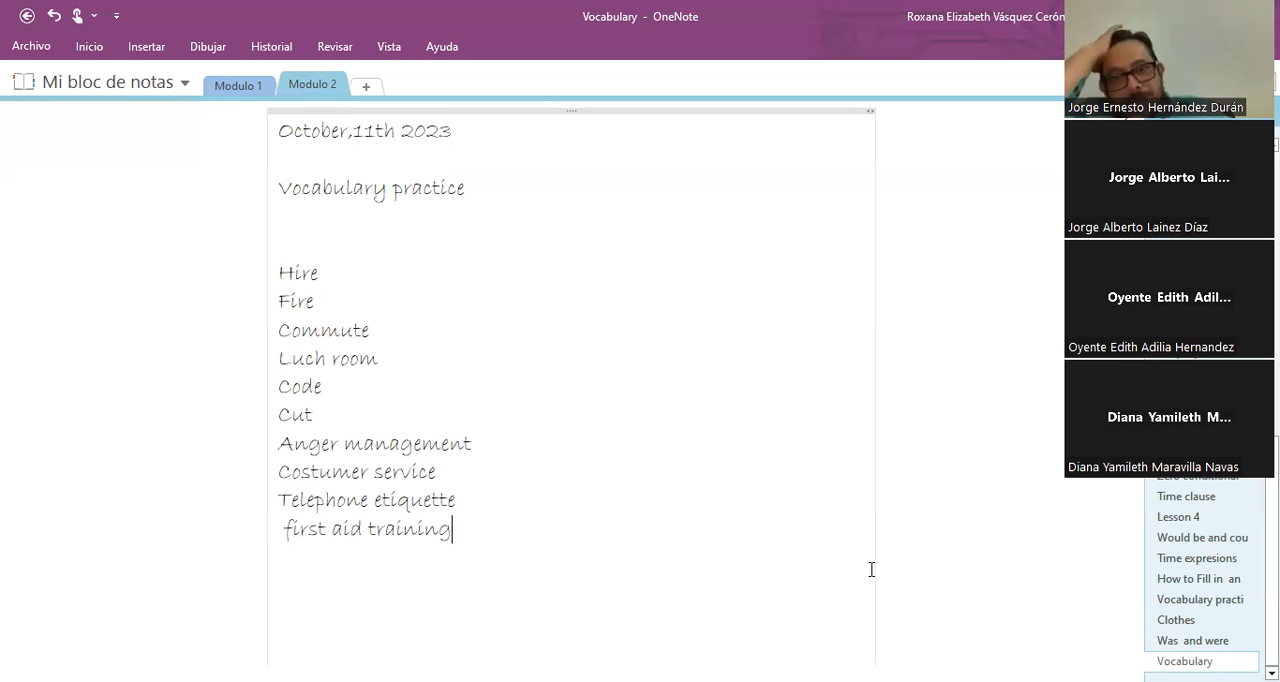 Vocabulary - OneNote
Roxana Elizabeth Vásquez Cerón
Archivo
Inicio
Insertar
Dibujar
Historial
Revisar
Vista
Ayuda
Mi bloc de notas
Modulo 1
Modulo 2
+
October,11th 2023
Vocabulary practice
Hire
Fire
Commute
Luch room
Code
Cut
Anger management
Costumer service
Telephone etiquette
first aid training
Jorge Ernesto Hernández Durán
Jorge Alberto Lai...
Jorge Alberto Lainez Díaz
Oyente Edith Adil...
Oyente Edith Adilia Hernandez
Diana Yamileth M...
Diana Yamileth Maravilla Navas
Zero conditional
Time clause
Lesson 4
Would be and cou
Time expresions
How to Fill in an
Vocabulary practi
Clothes
Was and were
Vocabulary